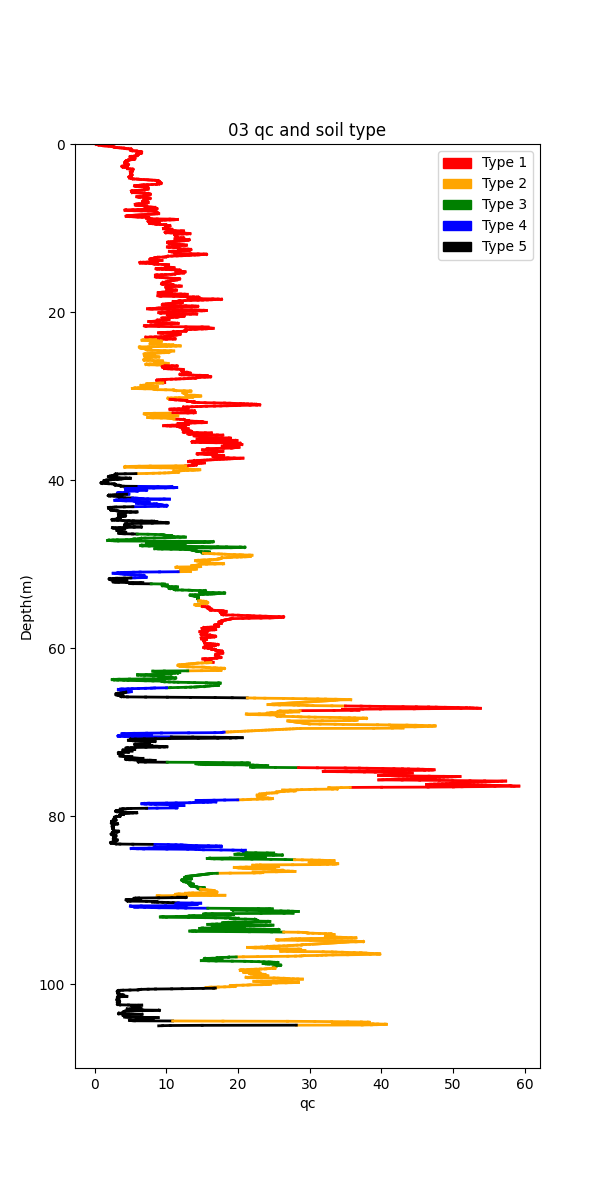 03 qc and soil type
Type 1
Type 2
Type 3
Type 4
Type 5
0
20
40
60
80
100
Depth(m)
0 10 20 30 40 50 60
qc